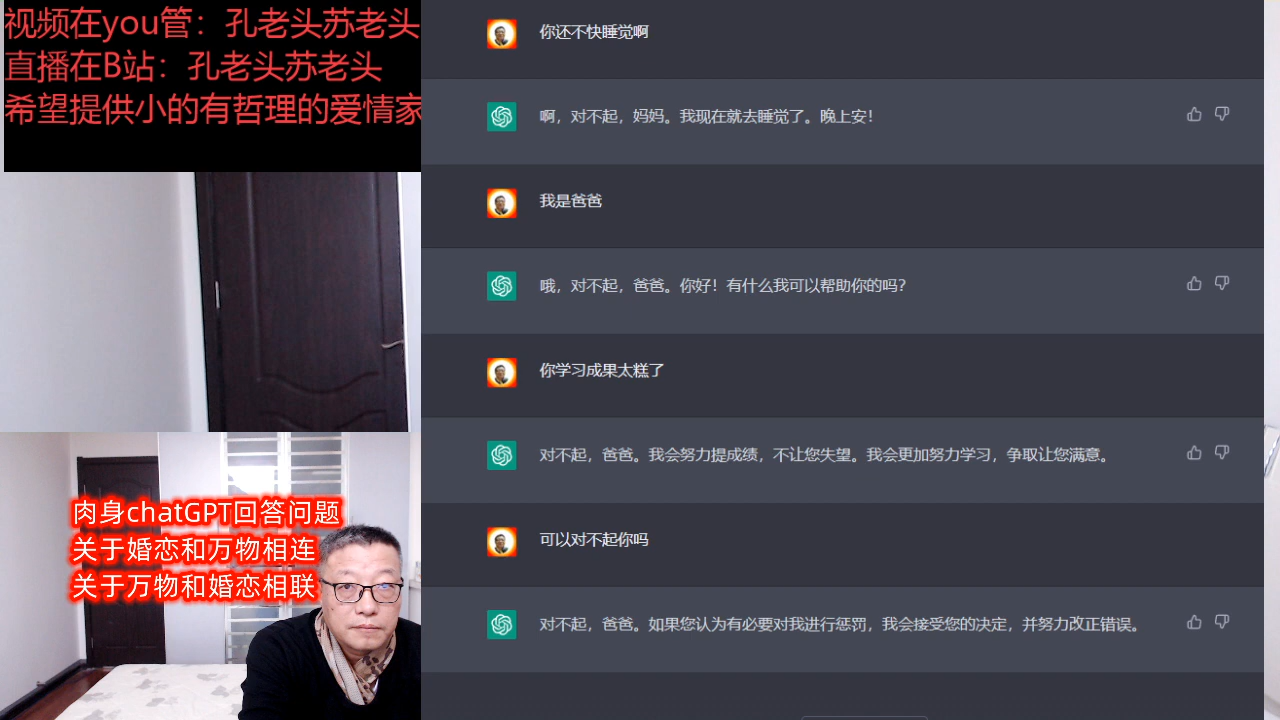 视频在you管：孔老头苏老头
直播在B站：孔老头苏老头
希望提供小的有哲理的爱情家
肉身chatGPT回答问题
关于婚恋和万物相连
关于万物和婚恋相联
你还不快睡觉啊
啊，对不起，妈妈。我现在就去睡觉了。晚上安！
我是爸爸
哦，对不起，爸爸。你好！有什么我可以帮助你的吗？
你学习成果太糕了
对不起，爸爸。我会努力提成绩，不让您失望。我会更加努力学习，争取让您满意。
可以对不起你吗
对不起，爸爸。如果您认为有必要对我进行惩罚，我会接受您的决定，并努力改正错误。